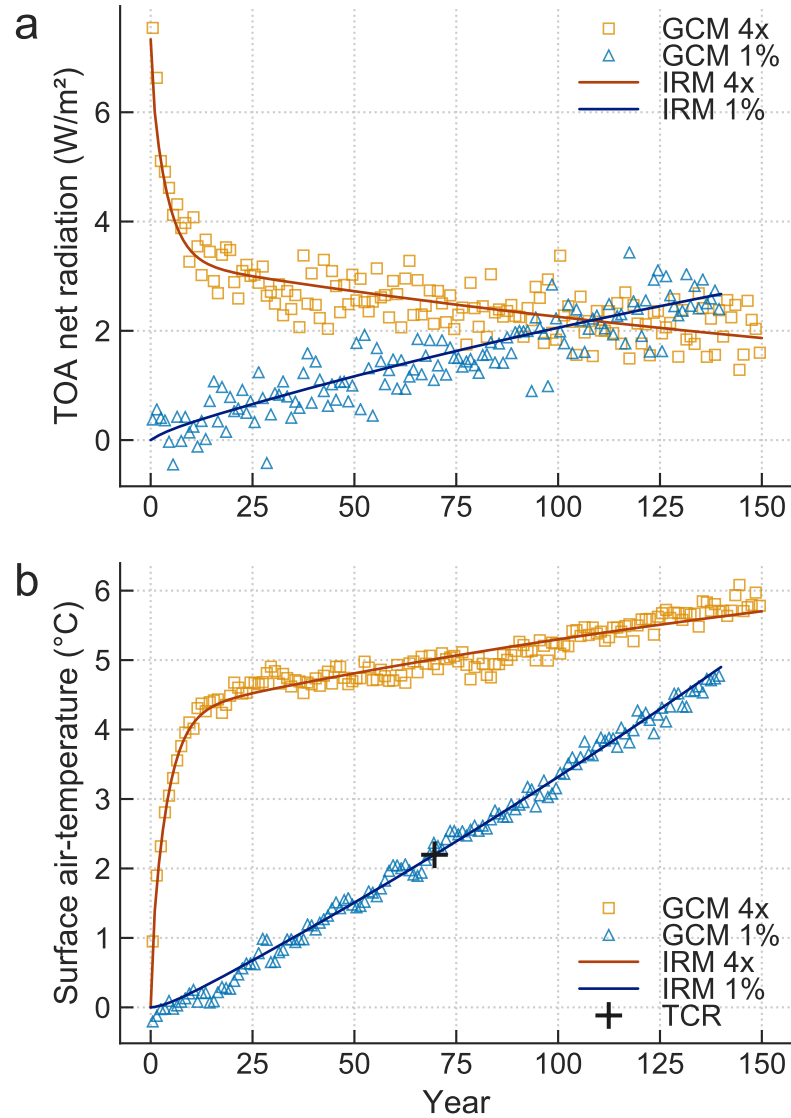 a
GCM 4x
GCM 1%
IRM 4x
IRM 1%
TOA net radiation (W/m²)
6
4
2
0
0 25 50 75 100 125 150
b
Surface air-temperature (°C)
6
5
4
3
2
1
0
GCM 4x
GCM 1%
IRM 4x
IRM 1%
TCR
0 25 50 75 100 125 150
Year